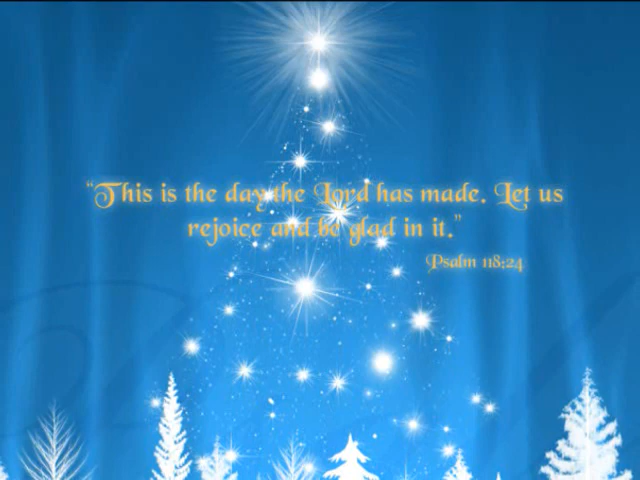 “This is the day the Lord has made. Let us
rejoice and be glad in it.”
Psalm 118:24